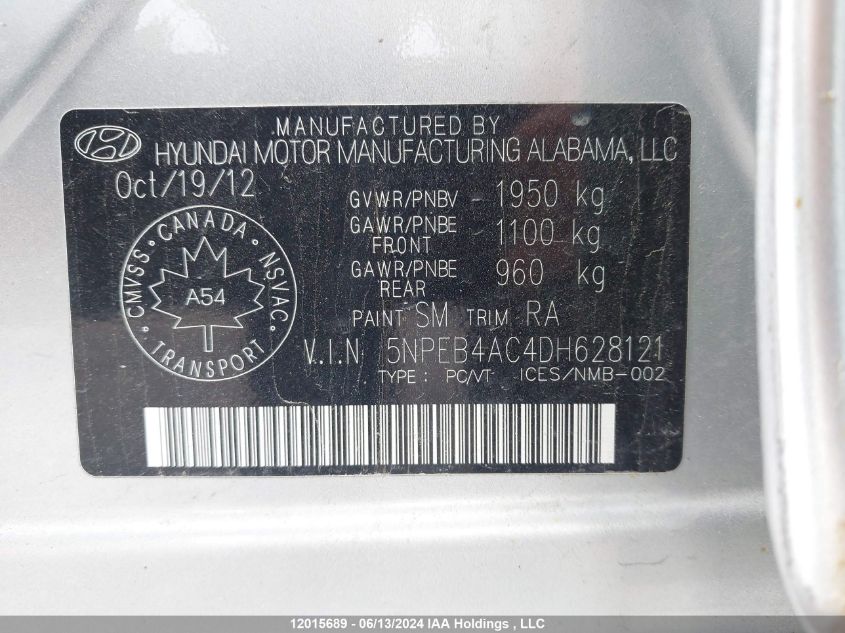 MANUFACTURED BY
HYUNDAI MOTOR MANUFACTURING ALABAMA, LLC
Oct/19/12
GVWR/PNBV - 1950 kg
GAWR/PNBE FRONT - 1100 kg
GAWR/PNBE REAR - 960 kg
CMVSS · CANADA · NSVAC · TRANSPORT ·
A54
PAINT SM TRIM RA
V.I.N 5NPEB4AC4DH628121
TYPE : PC/VT ICES/NMB-002
12015689 - 06/13/2024 IAA Holdings , LLC